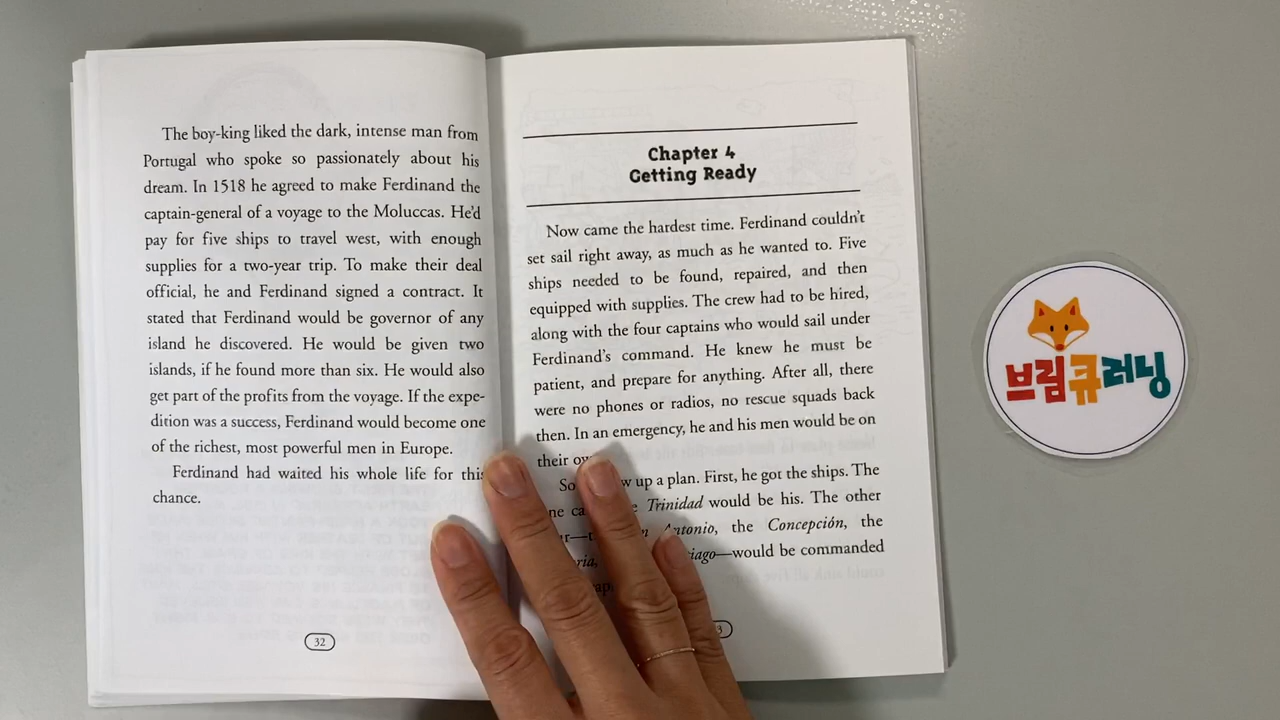 The boy-king liked the dark, intense man from
Portugal who spoke so passionately about his
dream. In 1518 he agreed to make Ferdinand the
captain-general of a voyage to the Moluccas. He'd
pay for five ships to travel west, with enough
supplies for a two-year trip. To make their deal
official, he and Ferdinand signed a contract. It
stated that Ferdinand would be governor of any
island he discovered. He would be given two
islands, if he found more than six. He would also
get part of the profits from the voyage. If the expe-
dition was a success, Ferdinand would become one
of the richest, most powerful men in Europe.
Ferdinand had waited his whole life for this
chance.
32
Chapter 4
Getting Ready
Now came the hardest time. Ferdinand couldn't
set sail right away, as much as he wanted to. Five
ships needed to be found, repaired, and then
equipped with supplies. The crew had to be hired,
along with the four captains who would sail under
Ferdinand's command. He knew he must be
patient, and prepare for anything. After all, there
were no phones or radios, no rescue squads back
then. In an emergency, he and his men would be on
their
So up a plan. First, he got the ships. The
Trinidad would be his. The other
Antonio, the Concepción, the
—would be commanded
브림큐러닝